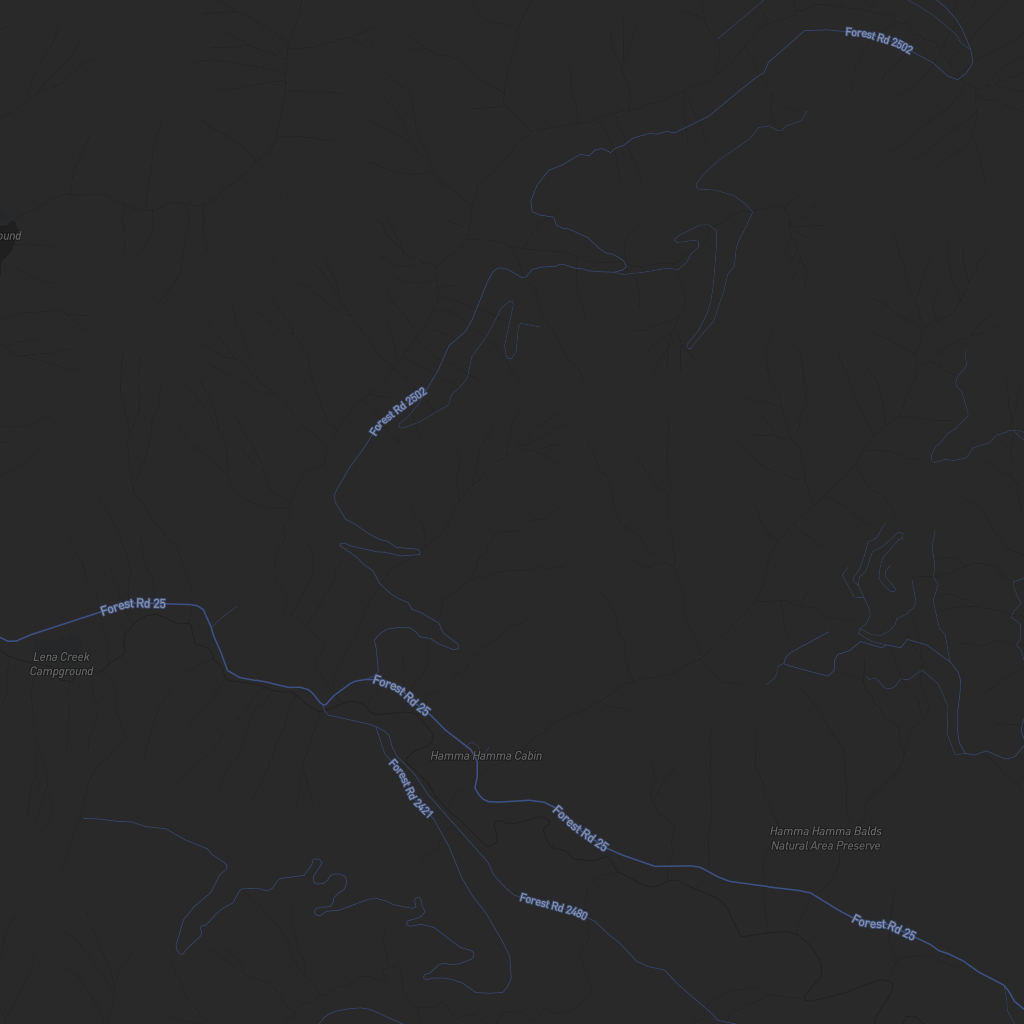 Forest Rd 2502
ound
Forest Rd 2502
Forest Rd 25
Lena Creek
Campground
Forest Rd 25
Hamma Hamma Cabin
Forest Rd 2421
Forest Rd 25
Hamma Hamma Balds
Natural Area Preserve
Forest Rd 2480
Forest Rd 25